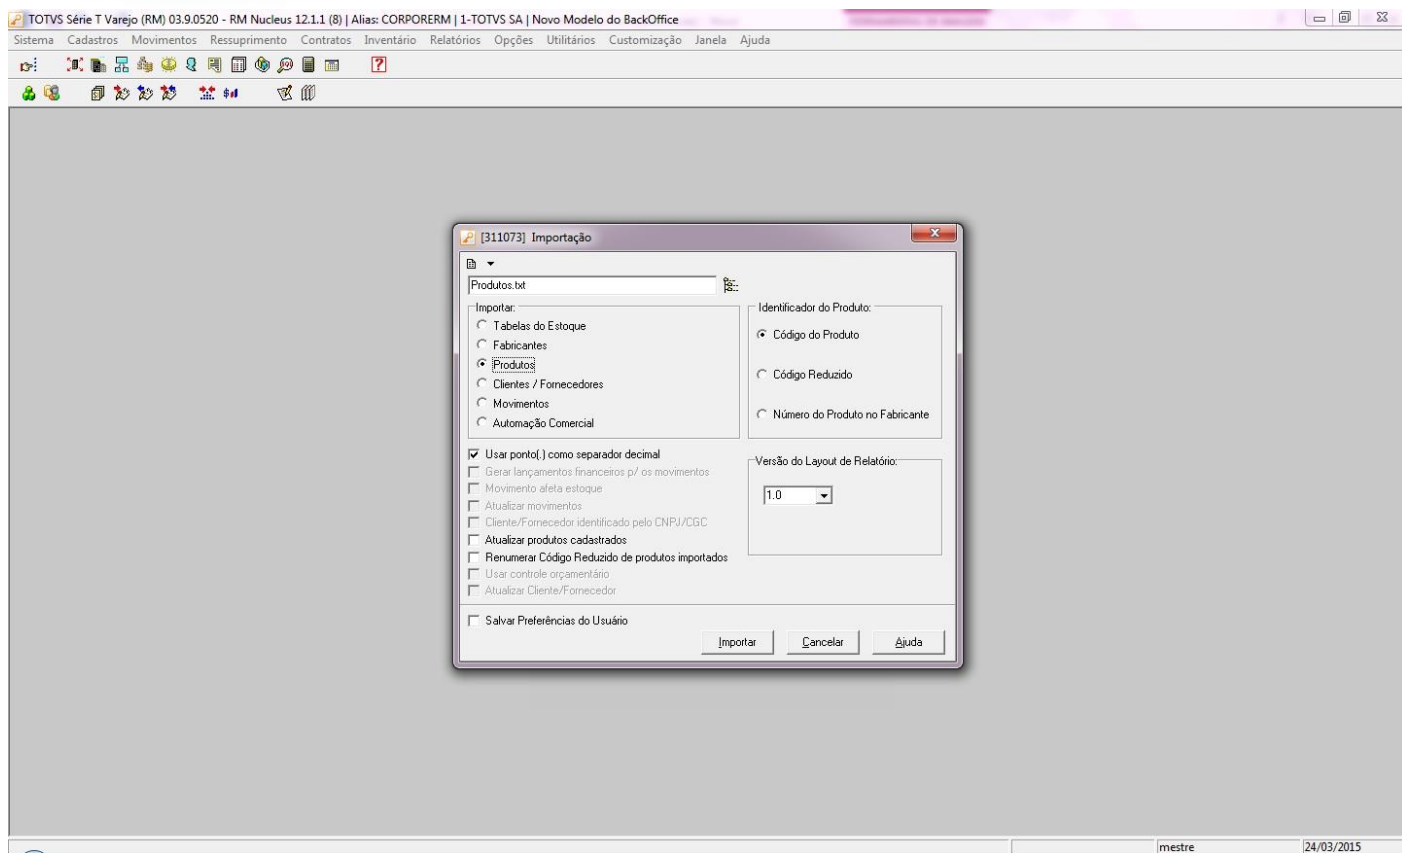 TOTVS Série T Varejo (RM) 03.9.0520 - RM Nucleus 12.1.1 (8) | Alias: CORPORERM | 1-TOTVS SA | Novo Modelo do BackOffice
Sistema Cadastros Movimentos Ressuprimento Contratos Inventário Relatórios Opções Utilitários Customização Janela Ajuda
[311073] Importação
Produtos.txt
Importar:
Tabelas do Estoque
Fabricantes
Produtos
Clientes / Fornecedores
Movimentos
Automação Comercial
Identificador do Produto:
Código do Produto
Código Reduzido
Número do Produto no Fabricante
Usar ponto(.) como separador decimal
Gerar lançamentos financeiros p/ os movimentos
Movimento afeta estoque
Atualizar movimentos
Cliente/Fornecedor identificado pelo CNPJ/CGC
Atualizar produtos cadastrados
Renumerar Código Reduzido de produtos importados
Usar controle orçamentário
Atualizar Cliente/Fornecedor
Versão do Layout de Relatório:
1.0
Salvar Preferências do Usuário
Importar Cancelar Ajuda
mestre 24/03/2015